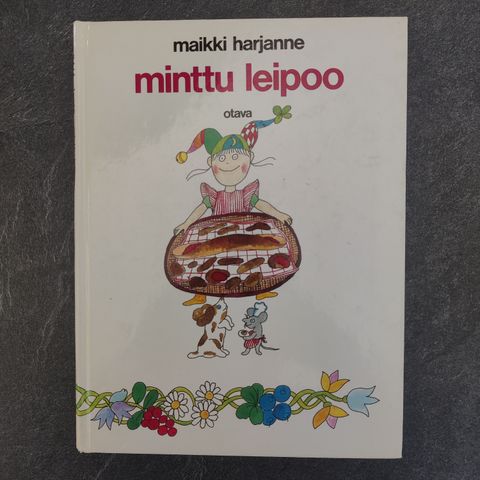 maikki harjanne
minttu leipoo
otava